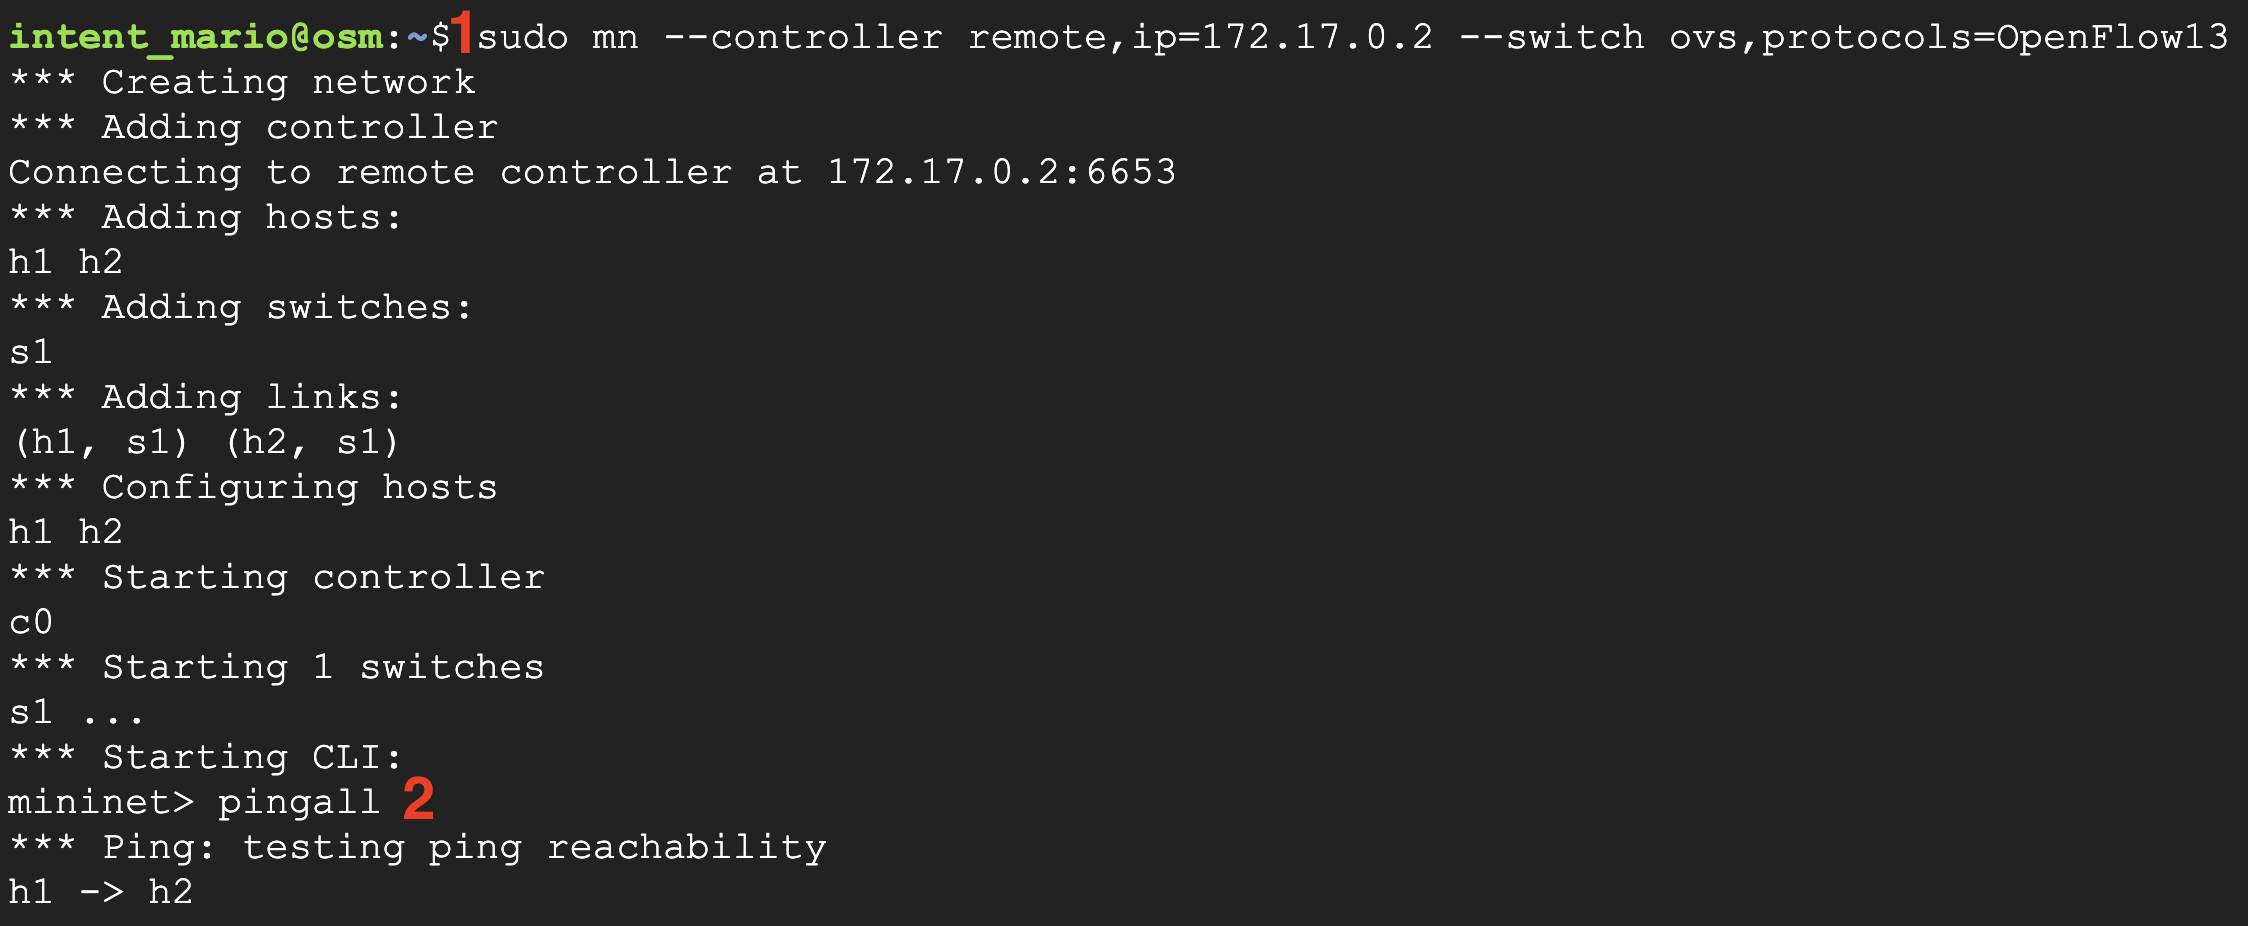 intent_mario@osm:~$1sudo mn --controller remote,ip=172.17.0.2 --switch ovs,protocols=OpenFlow13
*** Creating network
*** Adding controller
Connecting to remote controller at 172.17.0.2:6653
*** Adding hosts:
h1 h2
*** Adding switches:
s1
*** Adding links:
(h1, s1) (h2, s1)
*** Configuring hosts
h1 h2
*** Starting controller
c0
*** Starting 1 switches
s1 ...
*** Starting CLI:
mininet> pingall 2
*** Ping: testing ping reachability
h1 -> h2